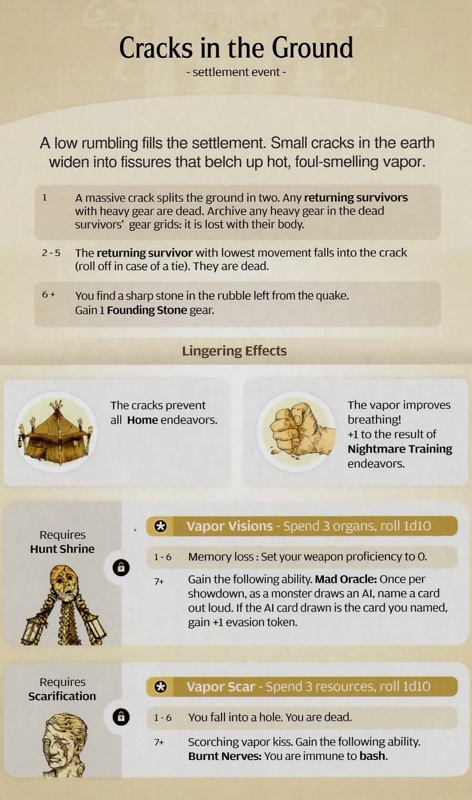 Cracks in the Ground
- settlement event -
A low rumbling fills the settlement. Small cracks in the earth
widen into fissures that belch up hot, foul-smelling vapor.
1 A massive crack splits the ground in two. Any returning survivors
with heavy gear are dead. Archive any heavy gear in the dead
survivors' gear grids: it is lost with their body.
2 - 5 The returning survivor with lowest movement falls into the crack
(roll off in case of a tie). They are dead.
6 + You find a sharp stone in the rubble left from the quake.
Gain 1 Founding Stone gear.
Lingering Effects
The cracks prevent
all Home endeavors.
The vapor improves
breathing!
+1 to the result of
Nightmare Training
endeavors.
Requires
Hunt Shrine
Vapor Visions - Spend 3 organs, roll 1d10
1 - 6 Memory loss : Set your weapon proficiency to 0.
7+ Gain the following ability. Mad Oracle: Once per
showdown, as a monster draws an AI, name a card
out loud. If the AI card drawn is the card you named,
gain +1 evasion token.
Requires
Scarification
Vapor Scar - Spend 3 resources, roll 1d10
1 - 6 You fall into a hole. You are dead.
7+ Scorching vapor kiss. Gain the following ability.
Burnt Nerves: You are immune to bash.